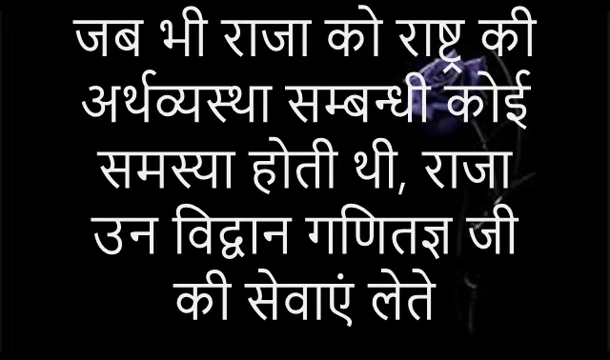 जब भी राजा को राष्ट्र की
अर्थव्यस्था सम्बन्धी कोई
समस्या होती थी, राजा
उन विद्वान गणितज्ञ जी
की सेवाएं लेते